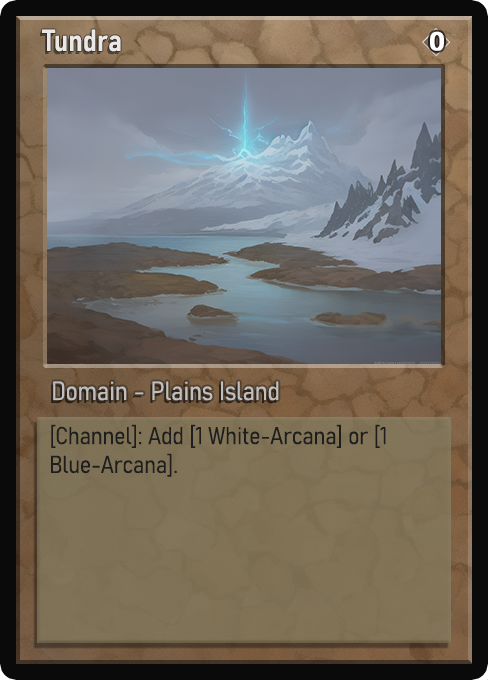 Tundra
0
Domain - Plains Island
[Channel]: Add [1 White-Arcana] or [1
Blue-Arcana].